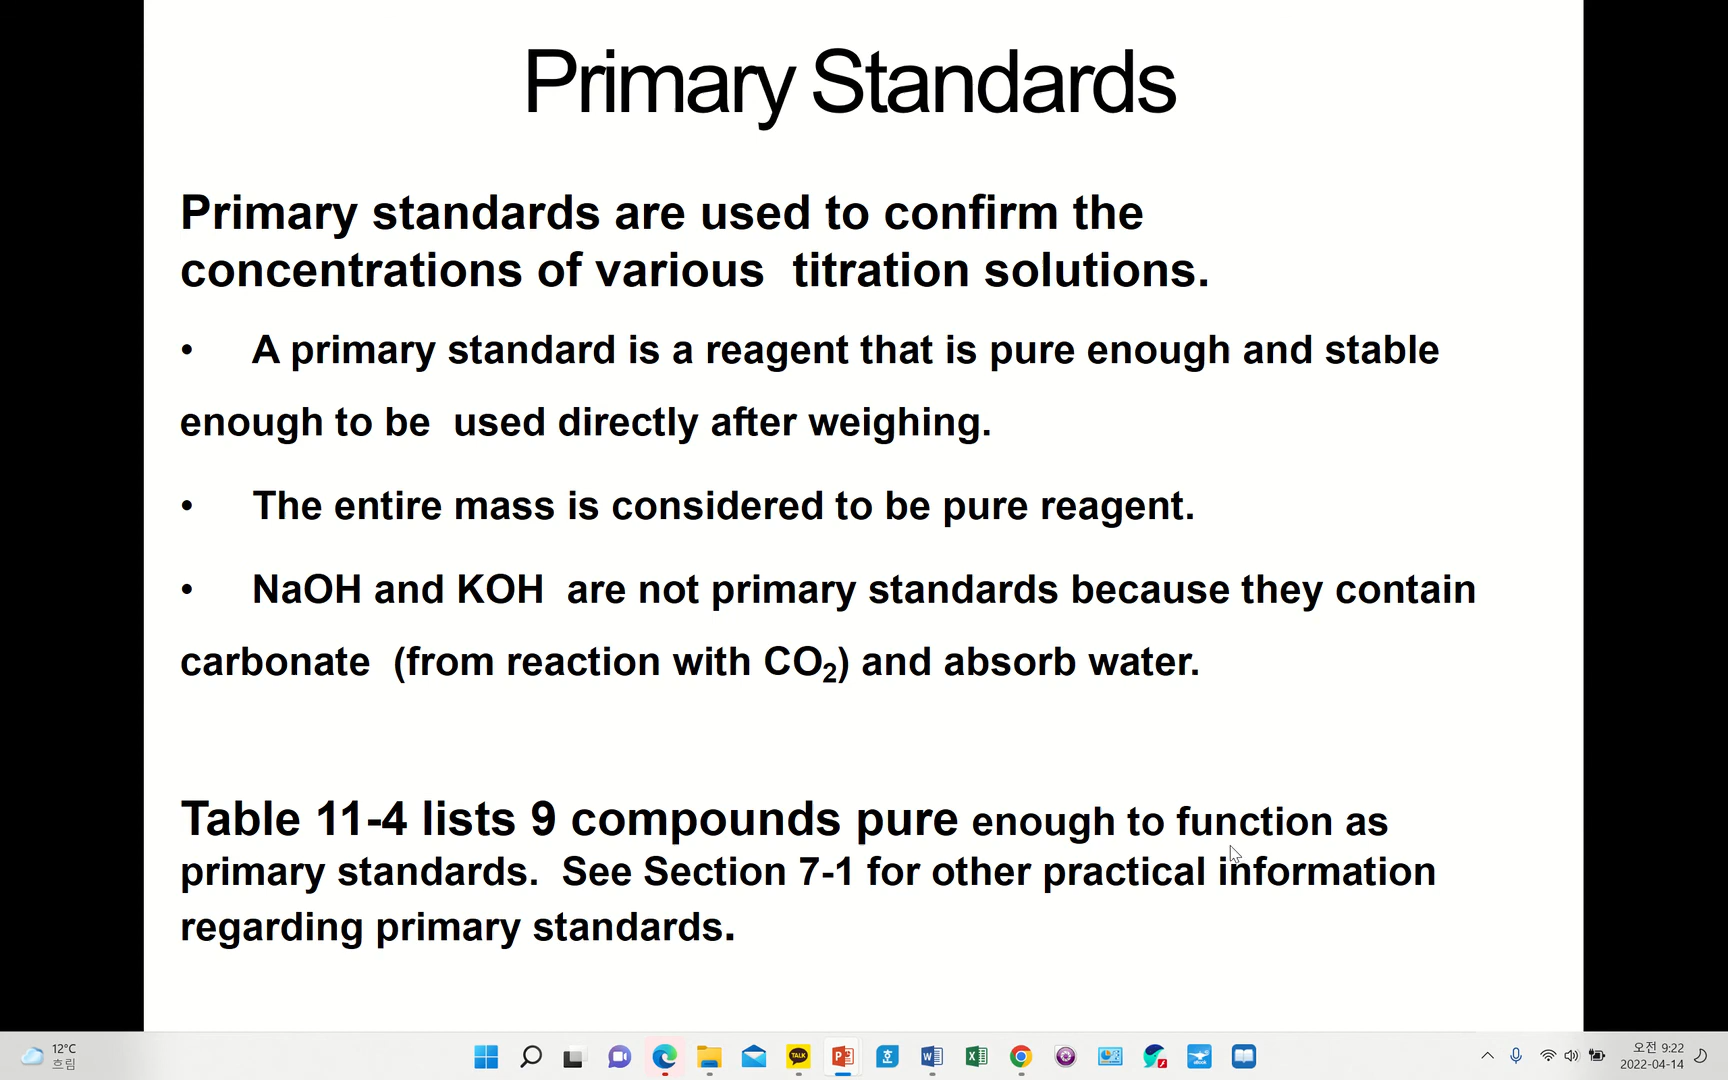 Primary Standards
Primary standards are used to confirm the
concentrations of various titration solutions.
• A primary standard is a reagent that is pure enough and stable
enough to be used directly after weighing.
• The entire mass is considered to be pure reagent.
• NaOH and KOH are not primary standards because they contain
carbonate (from reaction with CO₂) and absorb water.
Table 11-4 lists 9 compounds pure enough to function as
primary standards. See Section 7-1 for other practical information
regarding primary standards.
12°C
흐림
TALK
오전 9:22
2022-04-14